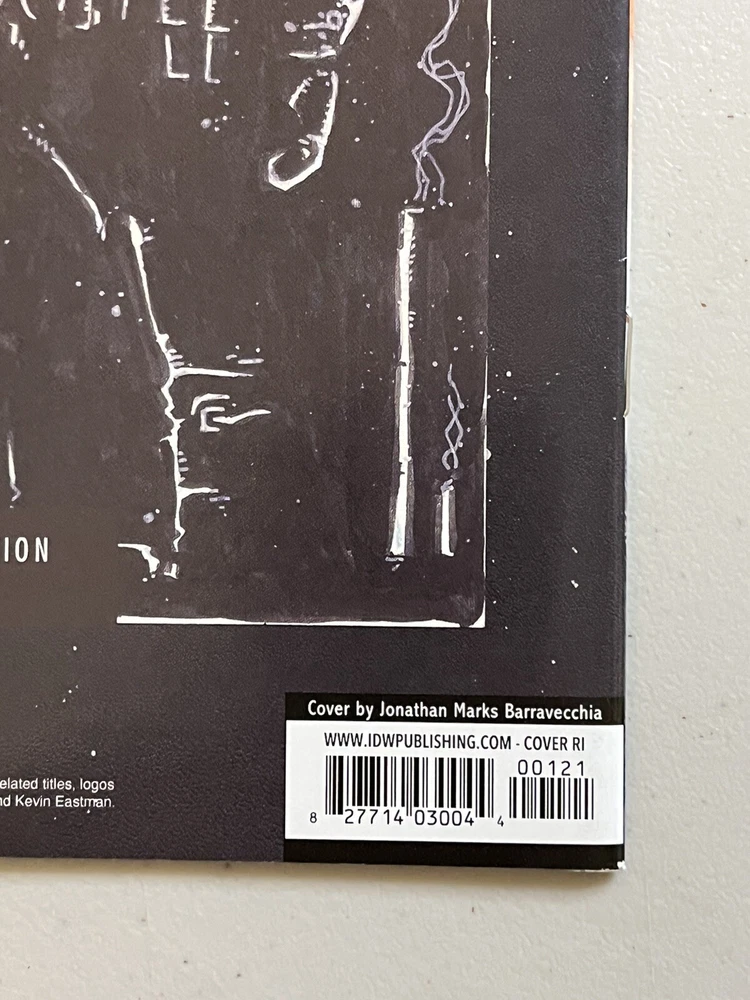 ION
elated titles, logos
nd Kevin Eastman.
Cover by Jonathan Marks Barravecchia
WWW.IDWPUBLISHING.COM - COVER RI
00121
8 27714 03004 4